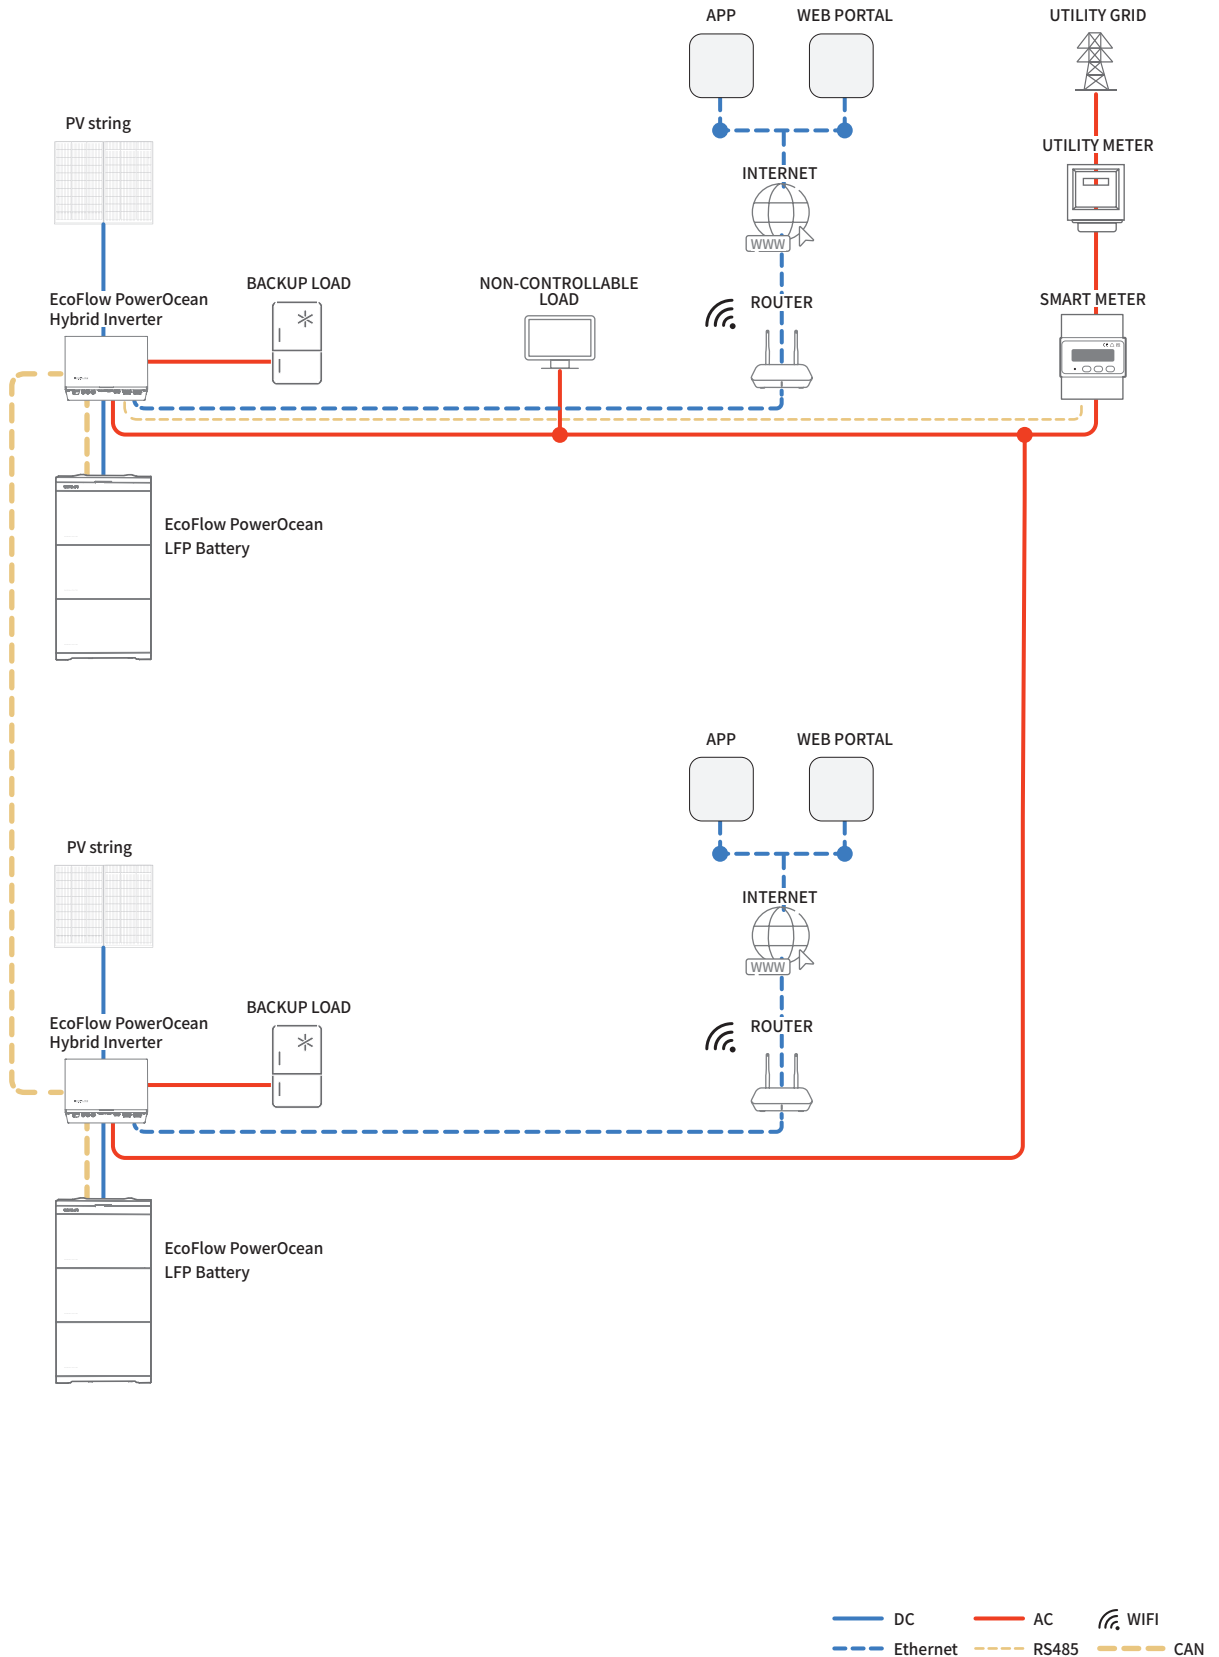 APP
WEB PORTAL
UTILITY GRID
PV string
UTILITY METER
INTERNET
WWW
BACKUP LOAD
NON-CONTROLLABLE
LOAD
EcoFlow PowerOcean
Hybrid Inverter
ROUTER
SMART METER
EcoFlow PowerOcean
LFP Battery
APP
WEB PORTAL
PV string
INTERNET
WWW
BACKUP LOAD
EcoFlow PowerOcean
Hybrid Inverter
ROUTER
EcoFlow PowerOcean
LFP Battery
DC
AC
WIFI
Ethernet
RS485
CAN